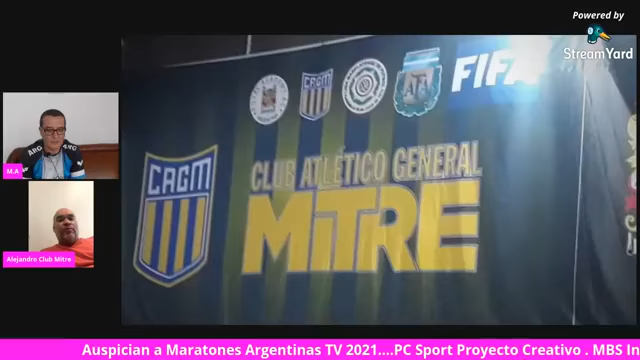 Powered by
StreamYard
FIFA
AFA
CAGM
CLUB ATLÉTICO GENERAL
MITRE
M.A
Alejandro Club Mitre
Auspician a Maratones Argentinas TV 2021....PC Sport Proyecto Creativo . MBS In